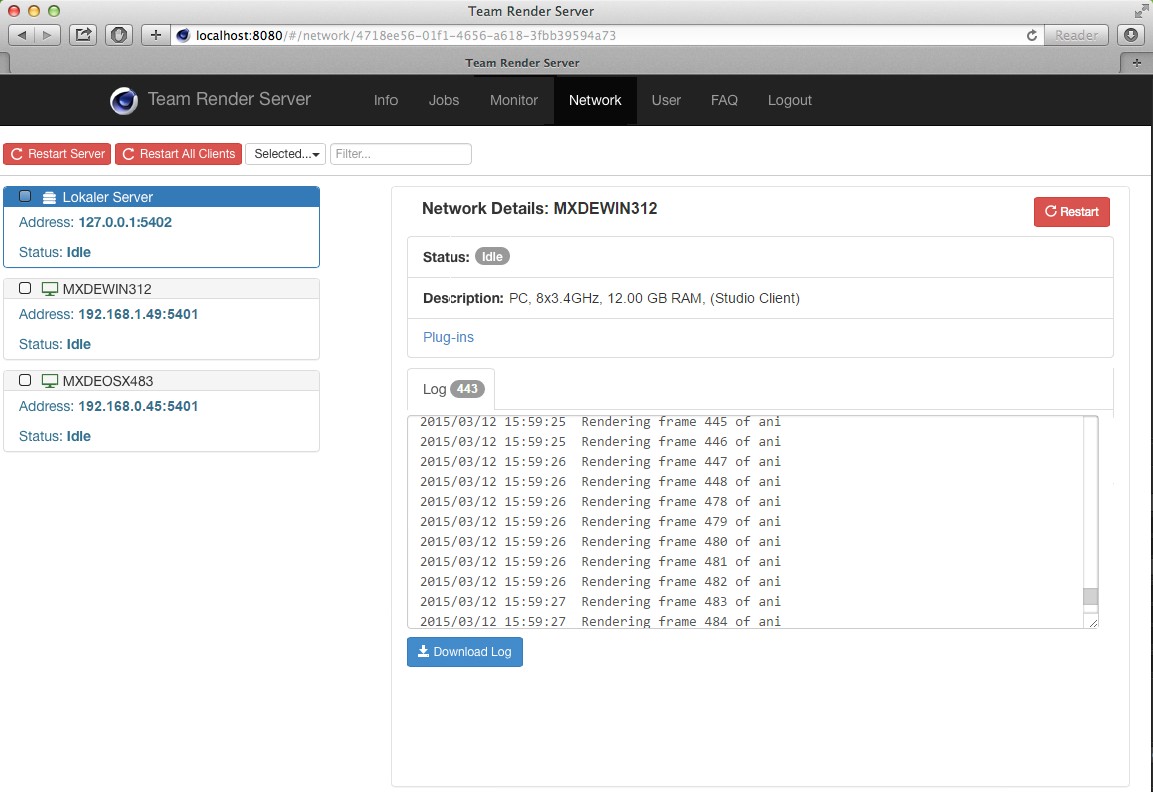 Team Render Server
localhost:8080/#/network/4718ee56-01f1-4656-a618-3fbb39594a73
Reader
Team Render Server
Team Render Server Info Jobs Monitor Network User FAQ Logout
Restart Server Restart All Clients Selected... Filter...
Lokaler Server
Address: 127.0.0.1:5402
Status: Idle
MXDEWIN312
Address: 192.168.1.49:5401
Status: Idle
MXDEOSX483
Address: 192.168.0.45:5401
Status: Idle
Network Details: MXDEWIN312
Restart
Status: Idle
Description: PC, 8x3.4GHz, 12.00 GB RAM, (Studio Client)
Plug-ins
Log 443
2015/03/12 15:59:25 Rendering frame 445 of ani
2015/03/12 15:59:25 Rendering frame 446 of ani
2015/03/12 15:59:26 Rendering frame 447 of ani
2015/03/12 15:59:26 Rendering frame 448 of ani
2015/03/12 15:59:26 Rendering frame 478 of ani
2015/03/12 15:59:26 Rendering frame 479 of ani
2015/03/12 15:59:26 Rendering frame 480 of ani
2015/03/12 15:59:26 Rendering frame 481 of ani
2015/03/12 15:59:26 Rendering frame 482 of ani
2015/03/12 15:59:27 Rendering frame 483 of ani
2015/03/12 15:59:27 Rendering frame 484 of ani
Download Log